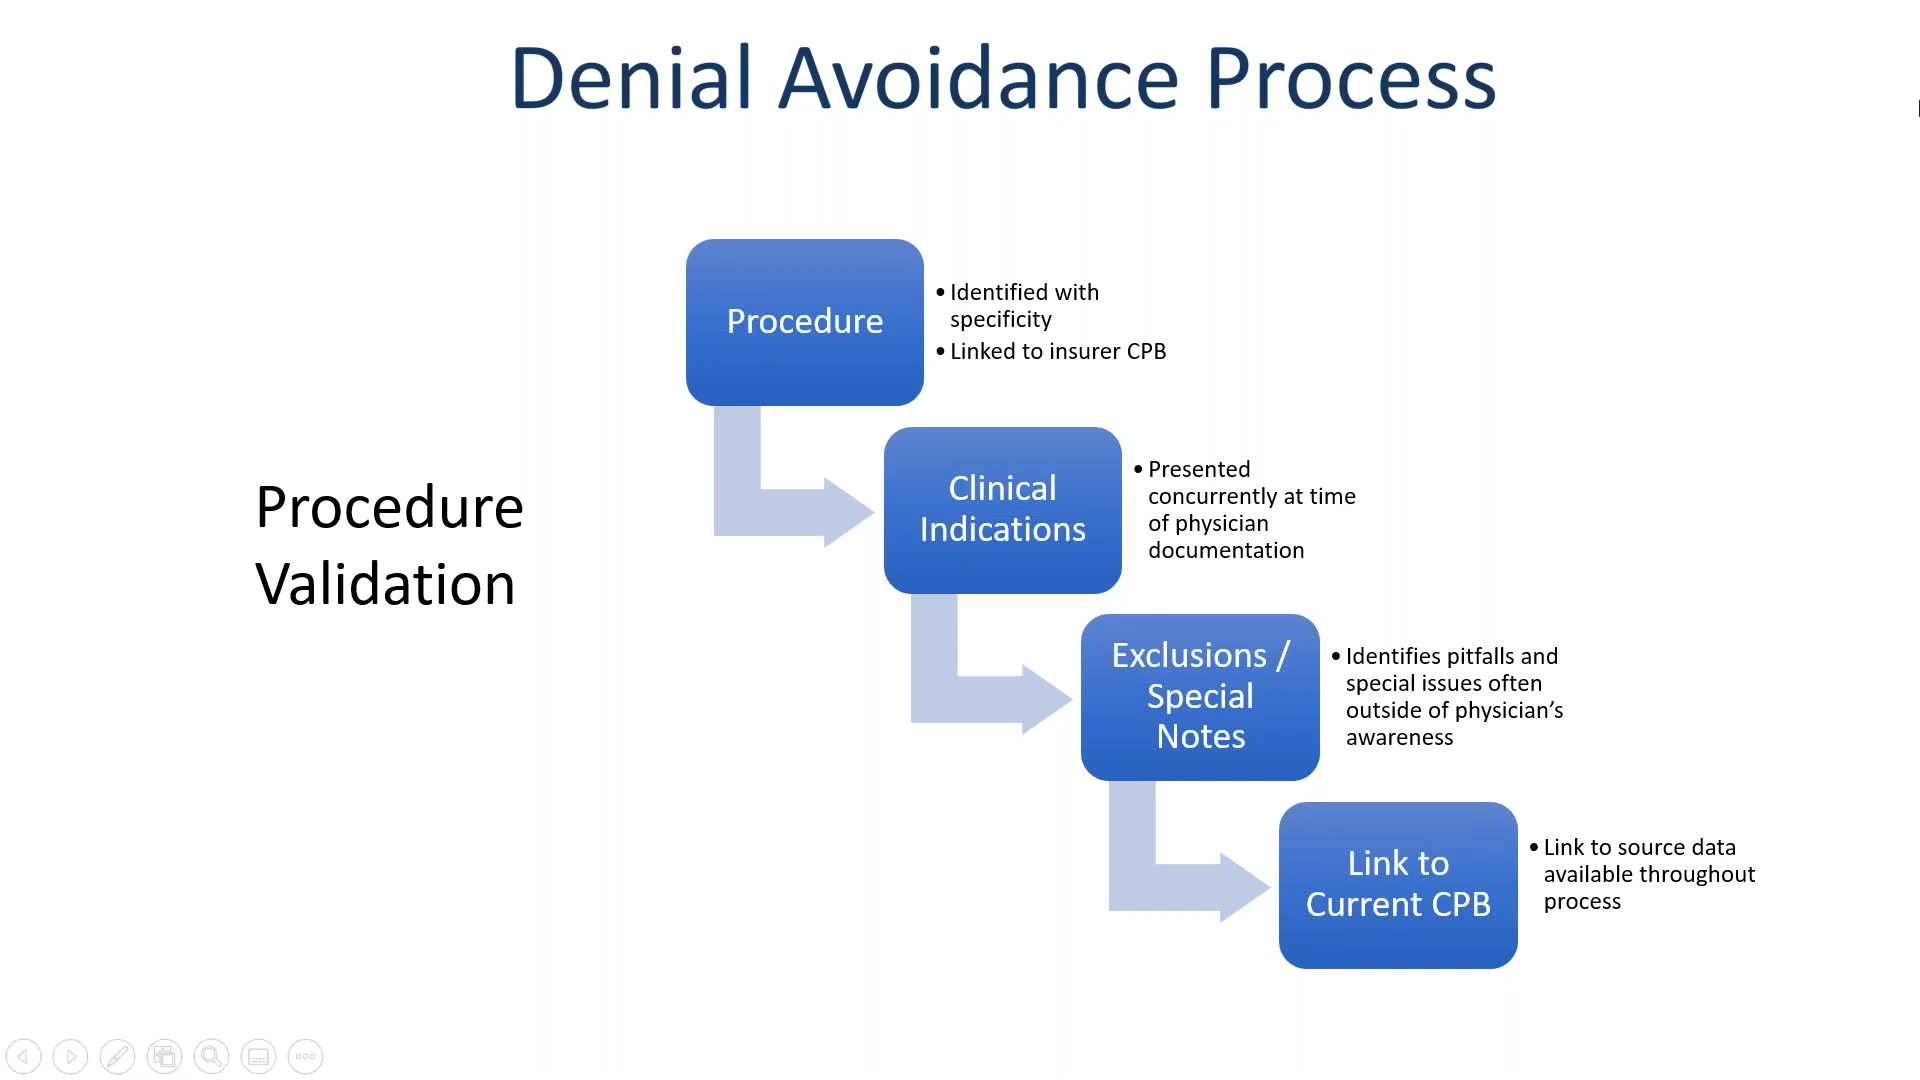 Denial Avoidance Process
Procedure
• Identified with
specificity
• Linked to insurer CPB
Clinical
Indications
• Presented
concurrently at time
of physician
documentation
Procedure
Validation
Exclusions /
Special
Notes
• Identifies pitfalls and
special issues often
outside of physician’s
awareness
Link to
Current CPB
• Link to source data
available throughout
process